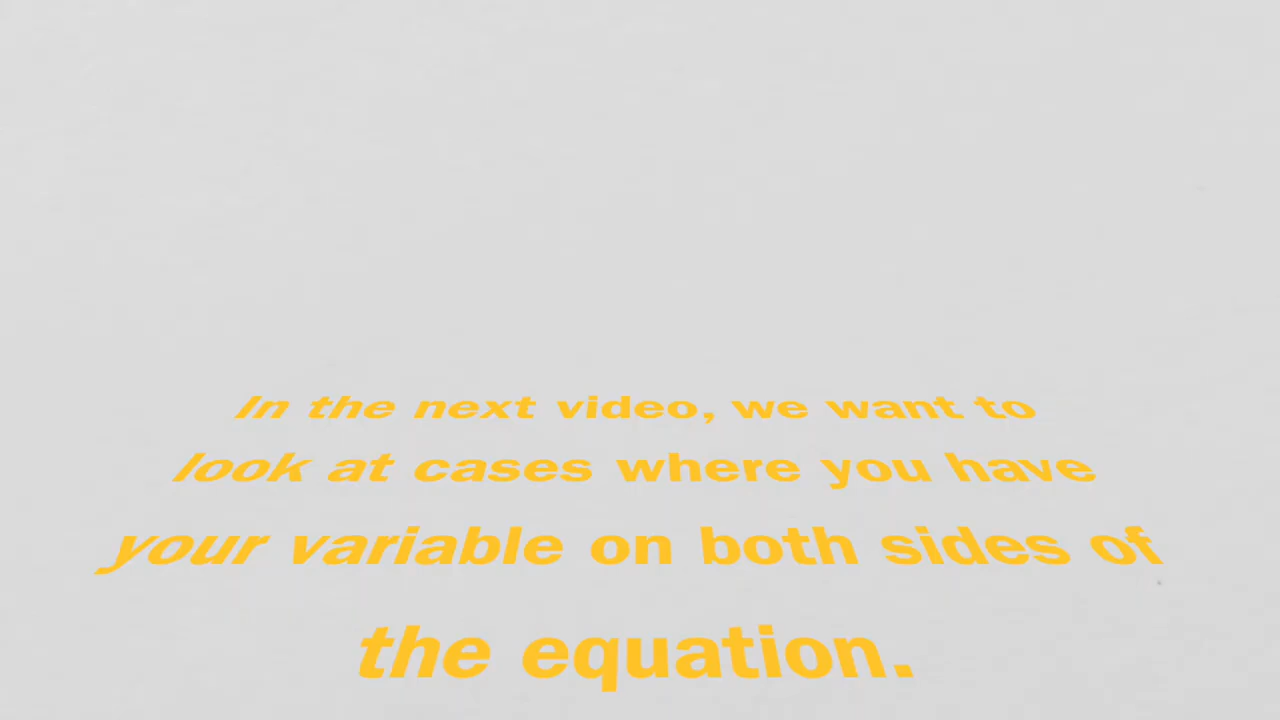 In the next video, we want to
look at cases where you have
your variable on both sides of
the equation.